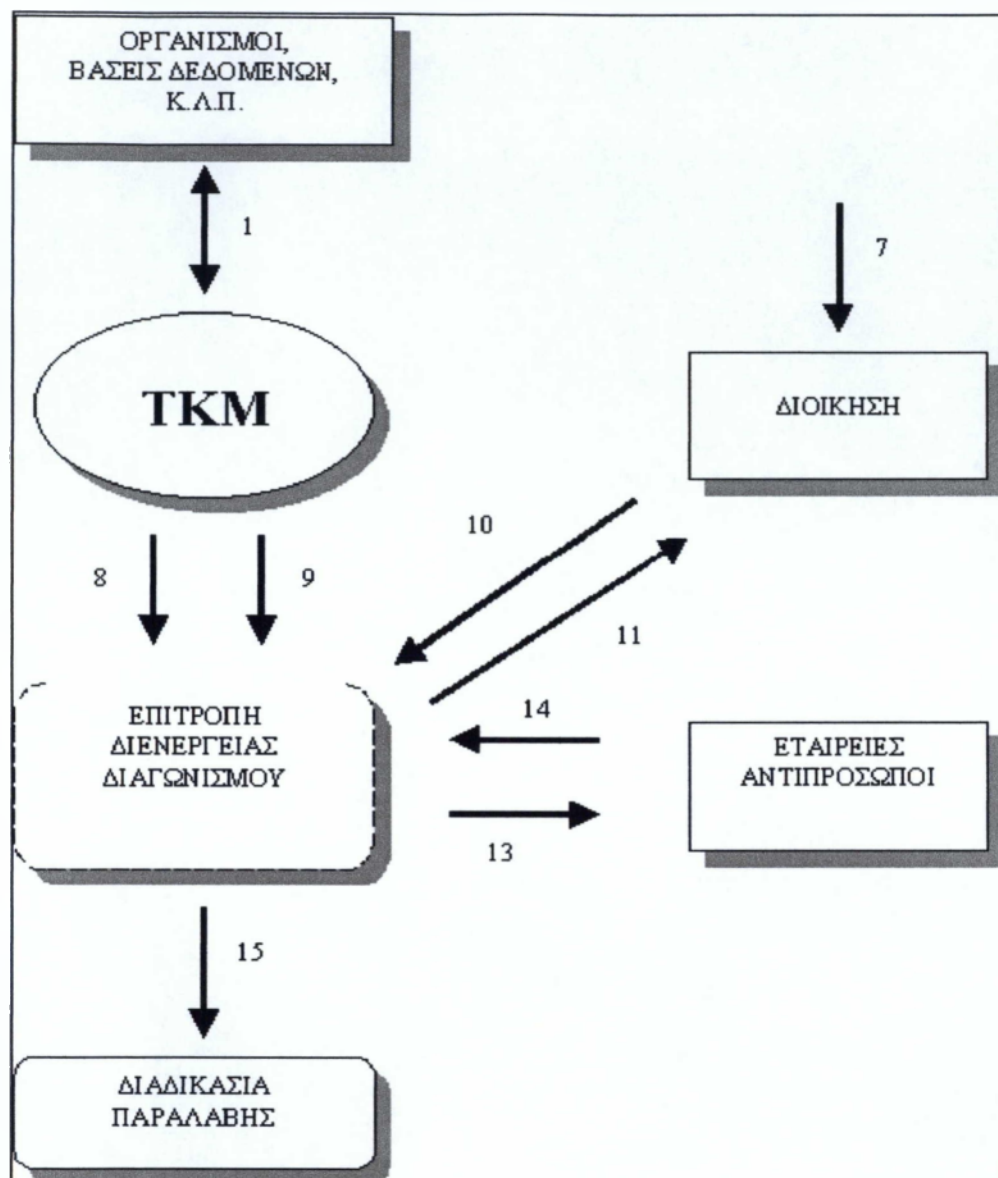 ΟΡΓΑΝΙΣΜΟΙ,
ΒΑΣΕΙΣ ΔΕΔΟΜΕΝΩΝ,
Κ.Λ.Π.
1
7
ΤΚΜ
ΔΙΟΙΚΗΣΗ
10
8
9
11
ΕΠΙΤΡΟΠΗ
ΔΙΕΝΕΡΓΕΙΑΣ
ΔΙΑΓΩΝΙΣΜΟΥ
14
ΕΤΑΙΡΕΙΕΣ
ΑΝΤΙΠΡΟΣΩΠΟΙ
13
15
ΔΙΑΔΙΚΑΣΙΑ
ΠΑΡΑΛΑΒΗΣ